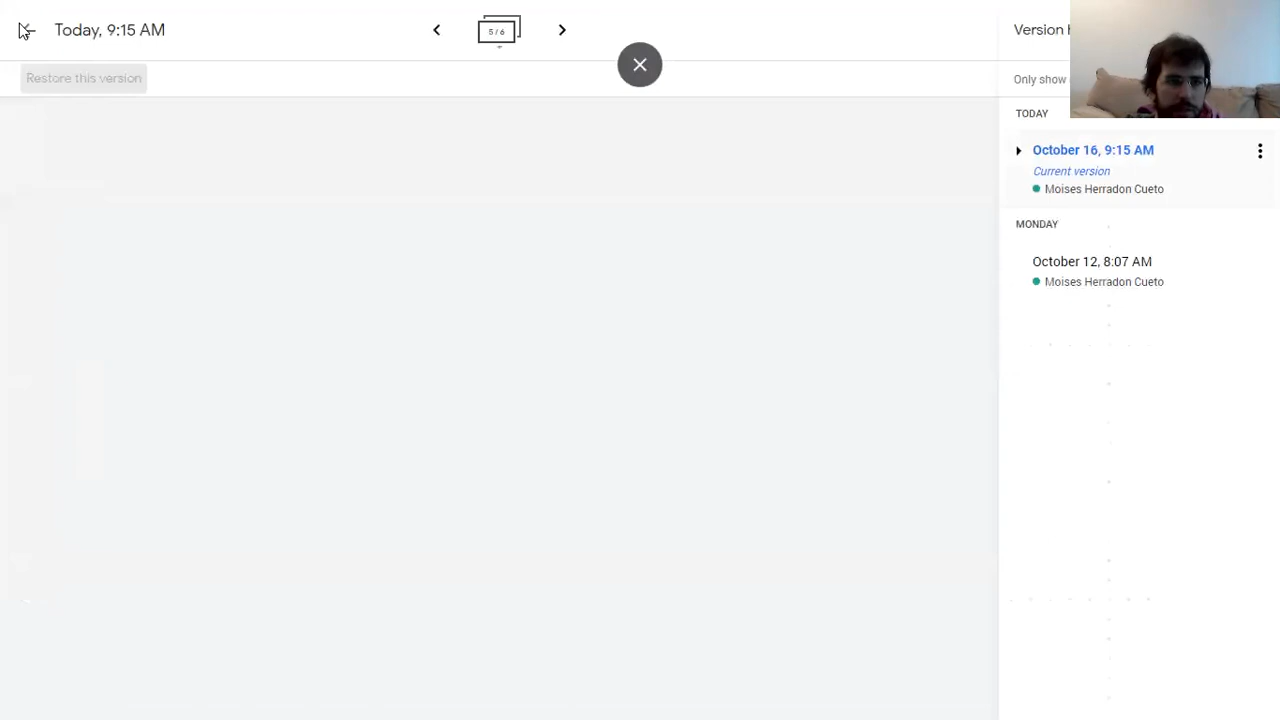 Today, 9:15 AM
5/6
Version
Restore this version
Only show
TODAY
October 16, 9:15 AM
Current version
Moises Herradon Cueto
MONDAY
October 12, 8:07 AM
Moises Herradon Cueto